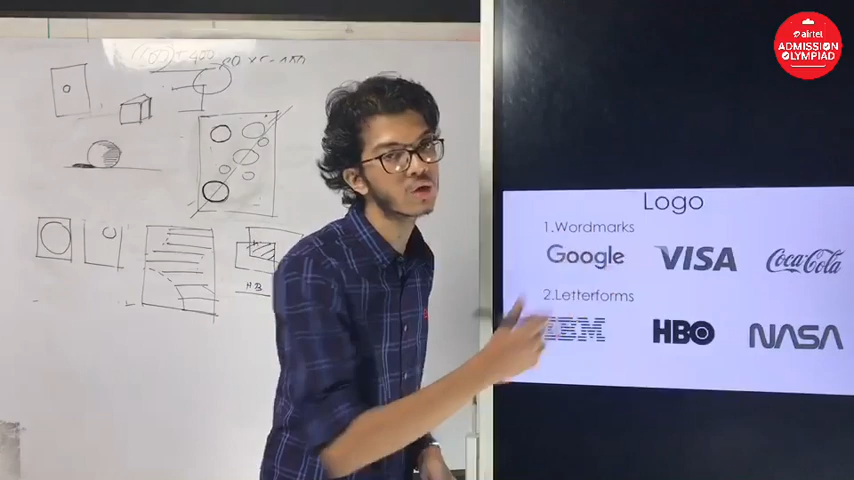 airtel
ADMISSION
OLYMPIAD
Logo
1.Wordmarks
Google VISA Coca-Cola
2.Letterforms
IBM HBO NASA
HB